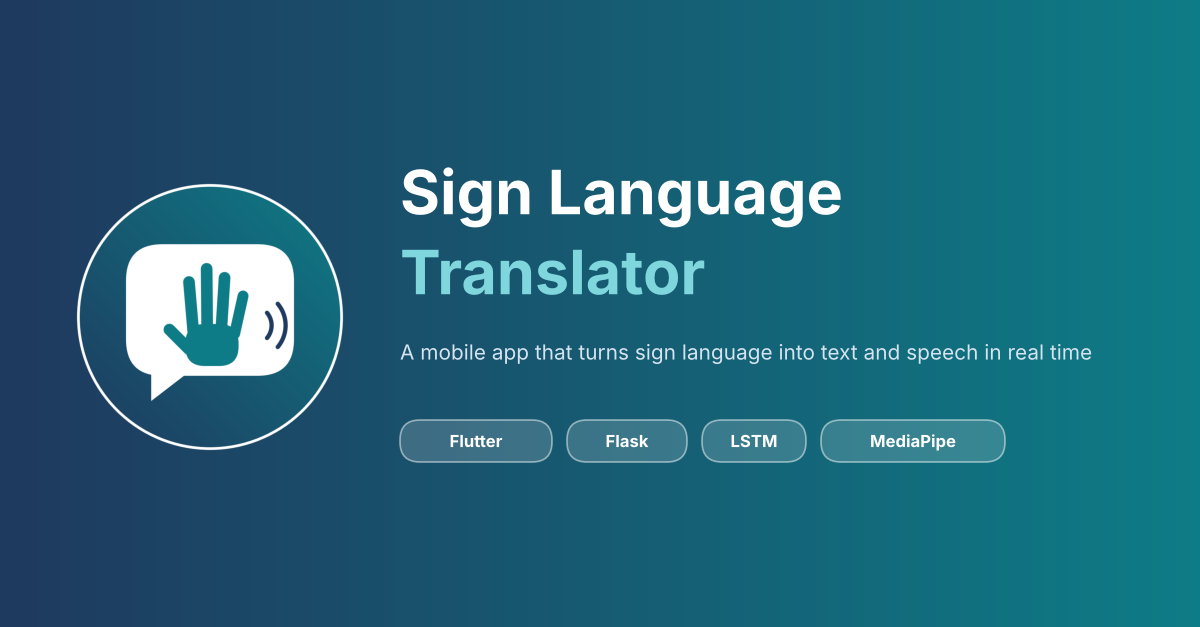 Sign Language
Translator
A mobile app that turns sign language into text and speech in real time
Flutter Flask LSTM MediaPipe